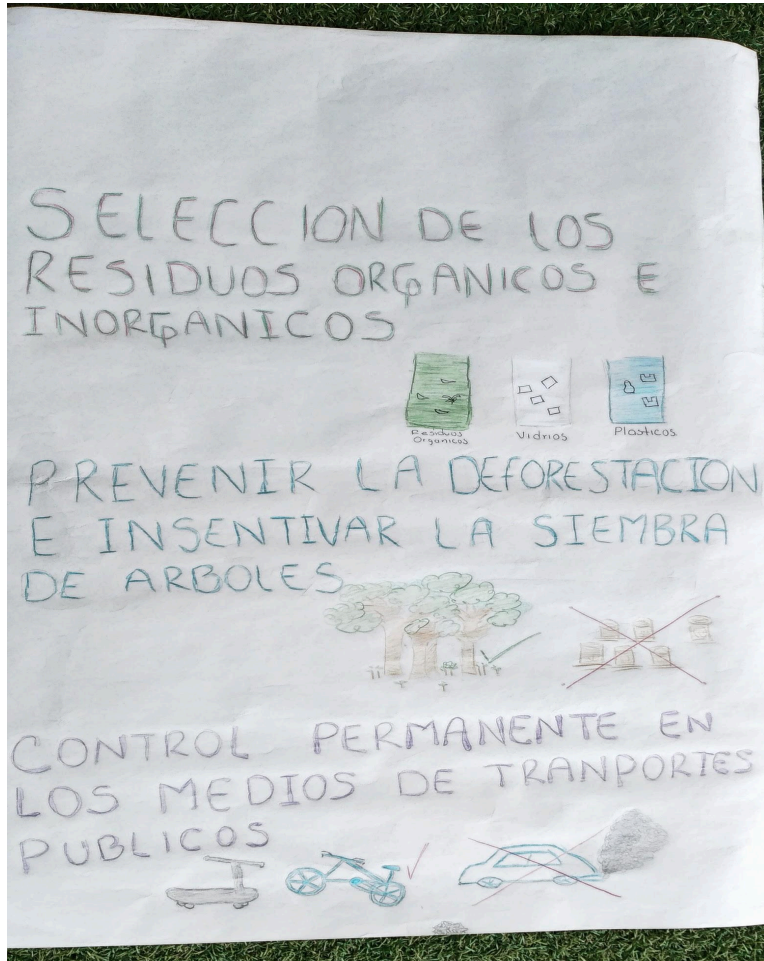 SELECCION DE LOS
RESIDUOS ORGANICOS E
INORGANICOS
Residuos
Organicos
Vidrios
Plasticos
PREVENIR LA DEFORESTACION
E INSENTIVAR LA SIEMBRA
DE ARBOLES
CONTROL PERMANENTE EN
LOS MEDIOS DE TRANPORTES
PUBLICOS